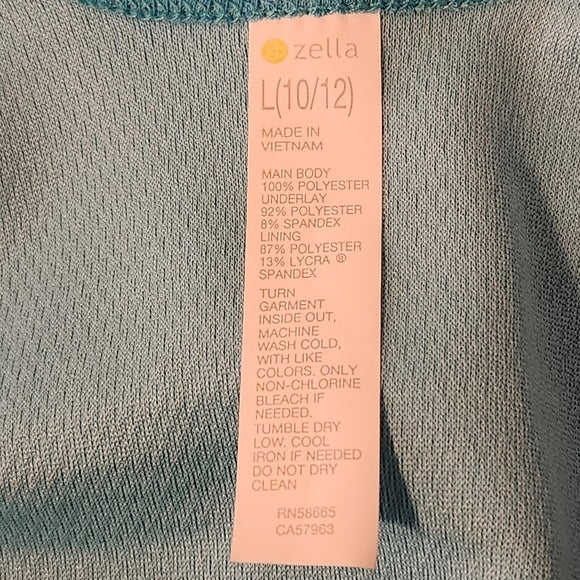 zella
L(10/12)
MADE IN
VIETNAM
MAIN BODY
100% POLYESTER
UNDERLAY
92% POLYESTER
8% SPANDEX
LINING
87% POLYESTER
13% LYCRA ®
SPANDEX
TURN
GARMENT
INSIDE OUT,
MACHINE
WASH COLD,
WITH LIKE
COLORS. ONLY
NON-CHLORINE
BLEACH IF
NEEDED.
TUMBLE DRY
LOW. COOL
IRON IF NEEDED
DO NOT DRY
CLEAN
RN58665
CA57963